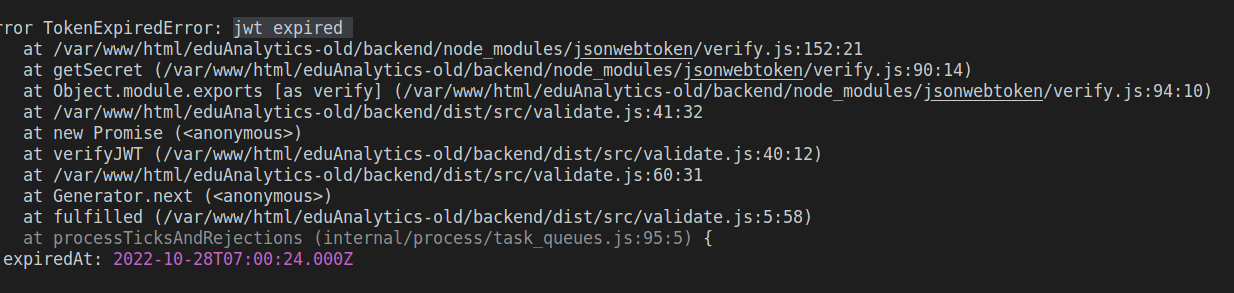 rror TokenExpiredError: jwt expired
at /var/www/html/eduAnalytics-old/backend/node_modules/jsonwebtoken/verify.js:152:21
at getSecret (/var/www/html/eduAnalytics-old/backend/node_modules/jsonwebtoken/verify.js:90:14)
at Object.module.exports [as verify] (/var/www/html/eduAnalytics-old/backend/node_modules/jsonwebtoken/verify.js:94:10)
at /var/www/html/eduAnalytics-old/backend/dist/src/validate.js:41:32
at new Promise (<anonymous>)
at verifyJWT (/var/www/html/eduAnalytics-old/backend/dist/src/validate.js:40:12)
at /var/www/html/eduAnalytics-old/backend/dist/src/validate.js:60:31
at Generator.next (<anonymous>)
at fulfilled (/var/www/html/eduAnalytics-old/backend/dist/src/validate.js:5:58)
at processTicksAndRejections (internal/process/task_queues.js:95:5) {
expiredAt: 2022-10-28T07:00:24.000Z